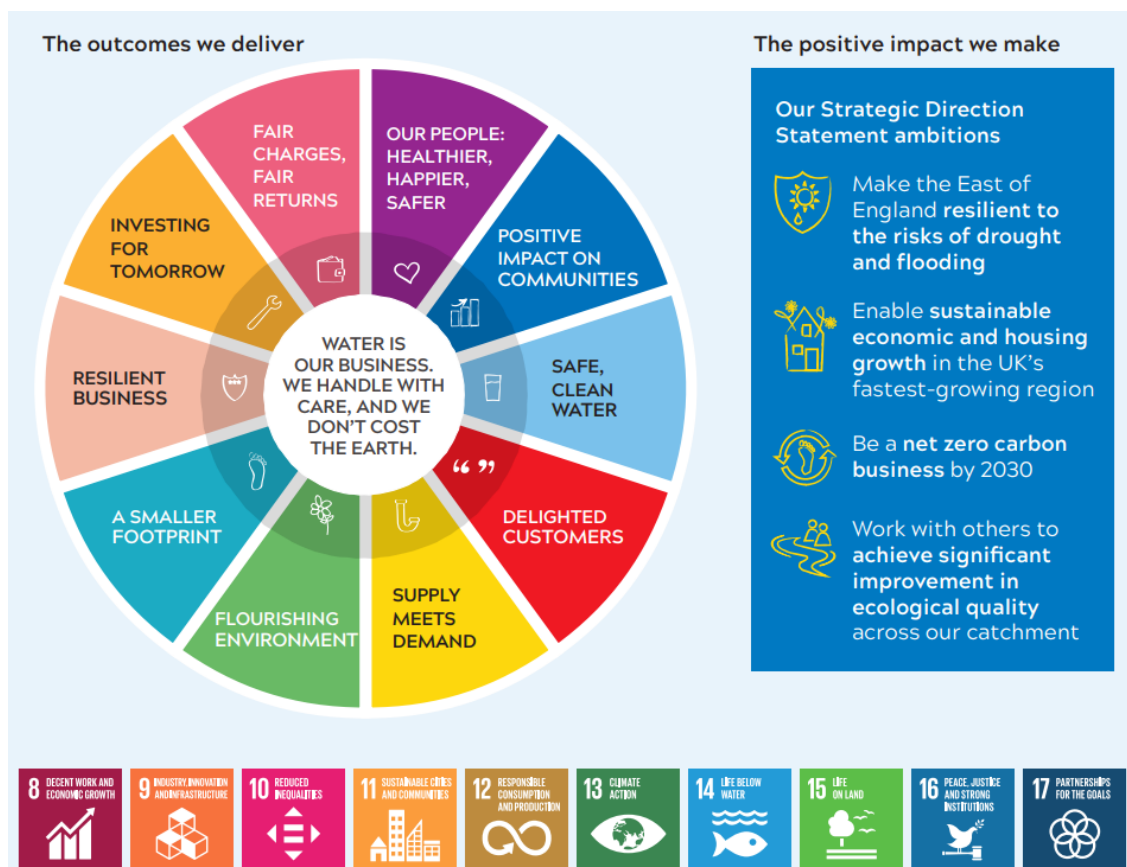 The outcomes we deliver
The positive impact we make
FAIR
CHARGES,
FAIR
RETURNS
OUR PEOPLE:
HEALTHIER,
HAPPIER,
SAFER
POSITIVE
IMPACT ON
COMMUNITIES
SAFE,
CLEAN
WATER
DELIGHTED
CUSTOMERS
SUPPLY
MEETS
DEMAND
FLOURISHING
ENVIRONMENT
A SMALLER
FOOTPRINT
RESILIENT
BUSINESS
INVESTING
FOR
TOMORROW
WATER IS
OUR BUSINESS.
WE HANDLE WITH
CARE, AND WE
DON'T COST
THE EARTH.
Our Strategic Direction
Statement ambitions
Make the East of
England resilient to
the risks of drought
and flooding
Enable sustainable
economic and housing
growth in the UK's
fastest-growing region
Be a net zero carbon
business by 2030
Work with others to
achieve significant
improvement in
ecological quality
across our catchment
8 DECENT WORK AND
ECONOMIC GROWTH
9 INDUSTRY, INNOVATION
AND INFRASTRUCTURE
10 REDUCED
INEQUALITIES
11 SUSTAINABLE CITIES
AND COMMUNITIES
12 RESPONSIBLE
CONSUMPTION
AND PRODUCTION
13 CLIMATE
ACTION
14 LIFE BELOW
WATER
15 LIFE
ON LAND
16 PEACE, JUSTICE
AND STRONG
INSTITUTIONS
17 PARTNERSHIPS
FOR THE GOALS